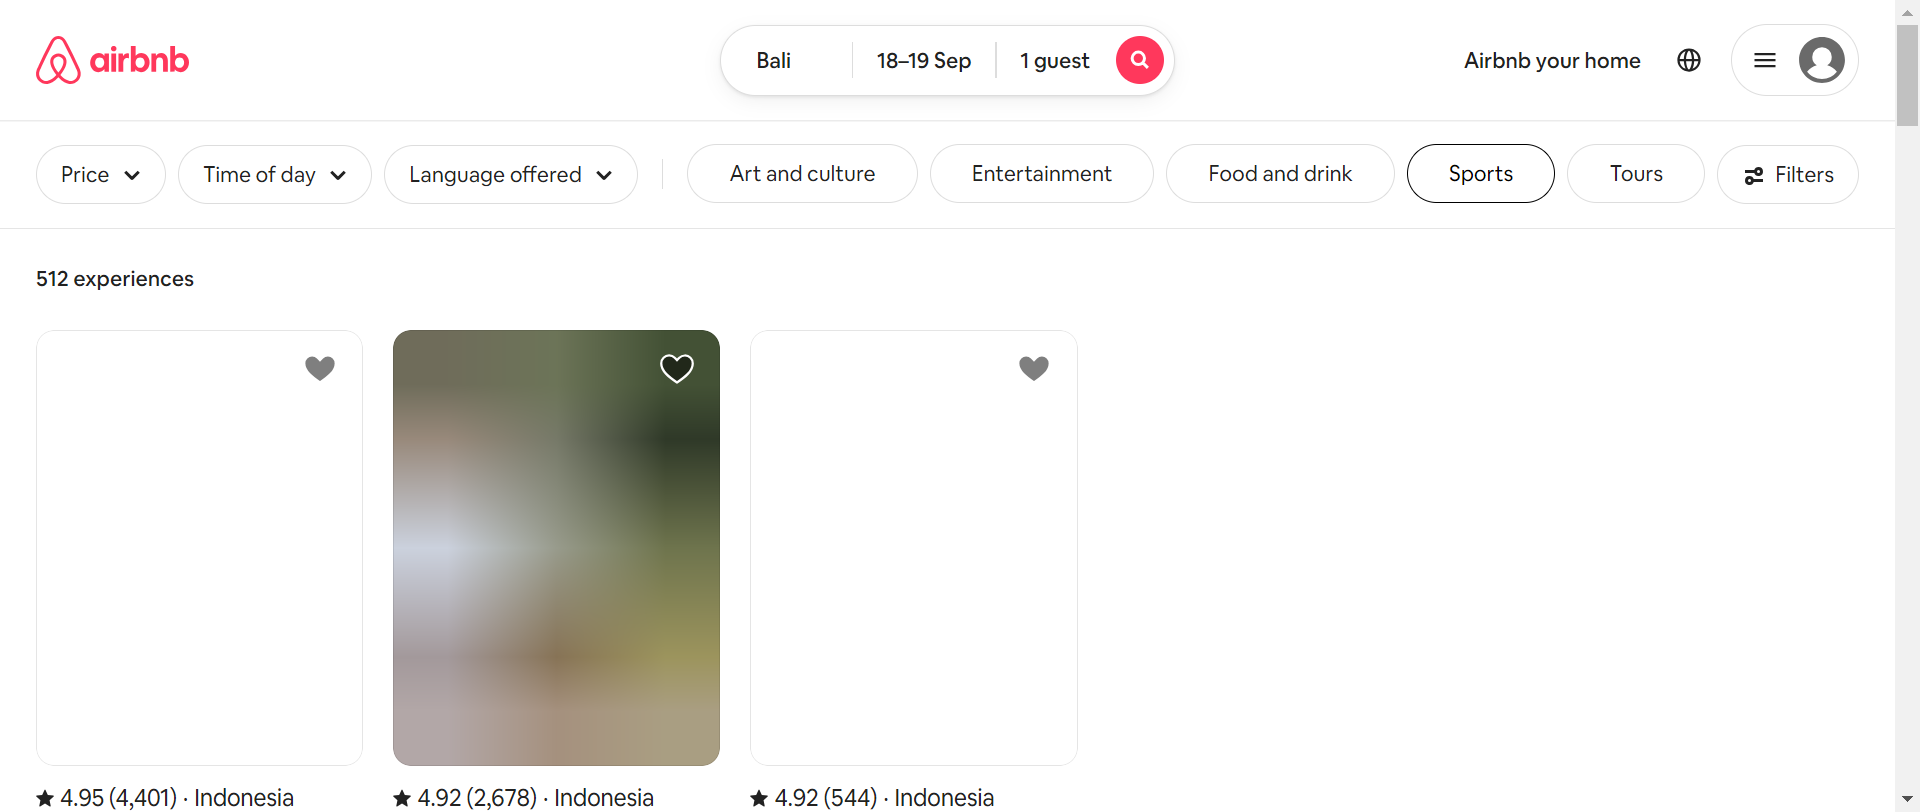 airbnb
Bali
18–19 Sep
1 guest
Airbnb your home
Price
Time of day
Language offered
Art and culture
Entertainment
Food and drink
Sports
Tours
Filters
512 experiences
4.95 (4,401) · Indonesia
4.92 (2,678) · Indonesia
4.92 (544) · Indonesia